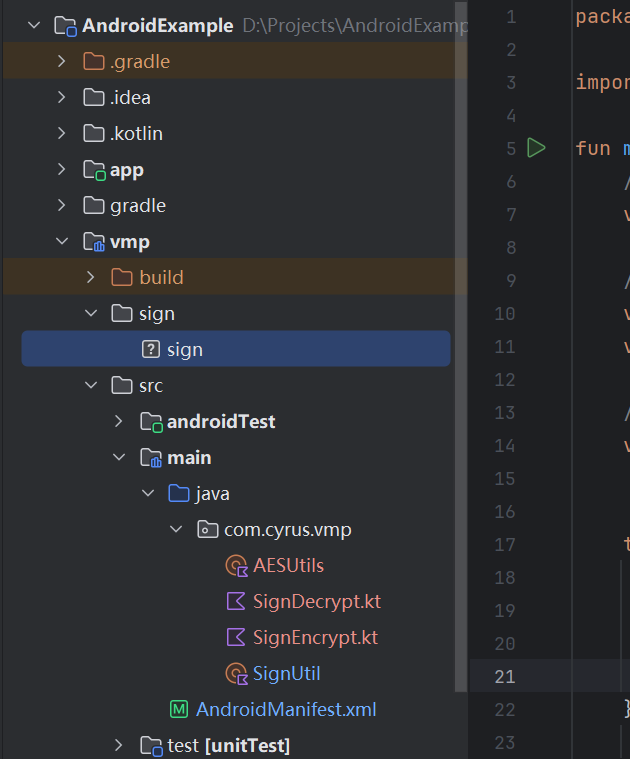 AndroidExample D:\Projects\AndroidExamp
.gradle
.idea
.kotlin
app
gradle
vmp
build
sign
sign
src
androidTest
main
java
com.cyrus.vmp
AESUtils
SignDecrypt.kt
SignEncrypt.kt
SignUtil
AndroidManifest.xml
test [unitTest]
1 packa
2
3 impor
4
5 fun m
6 /
7 v
8
9 /
10 v
11 v
12
13 /
14 v
15
16
17 t
18
19
20
21
22 }
23